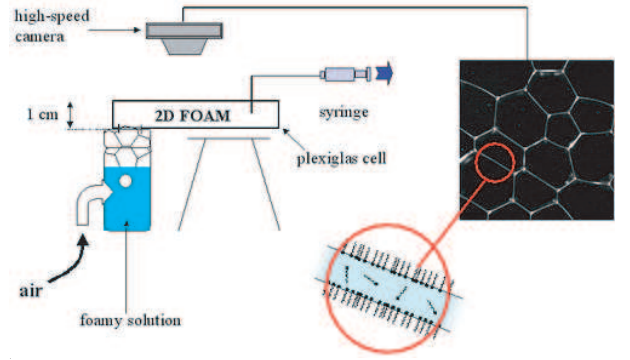 high-speed
camera
1 cm
2D FOAM
syringe
plexiglas cell
air
foamy solution